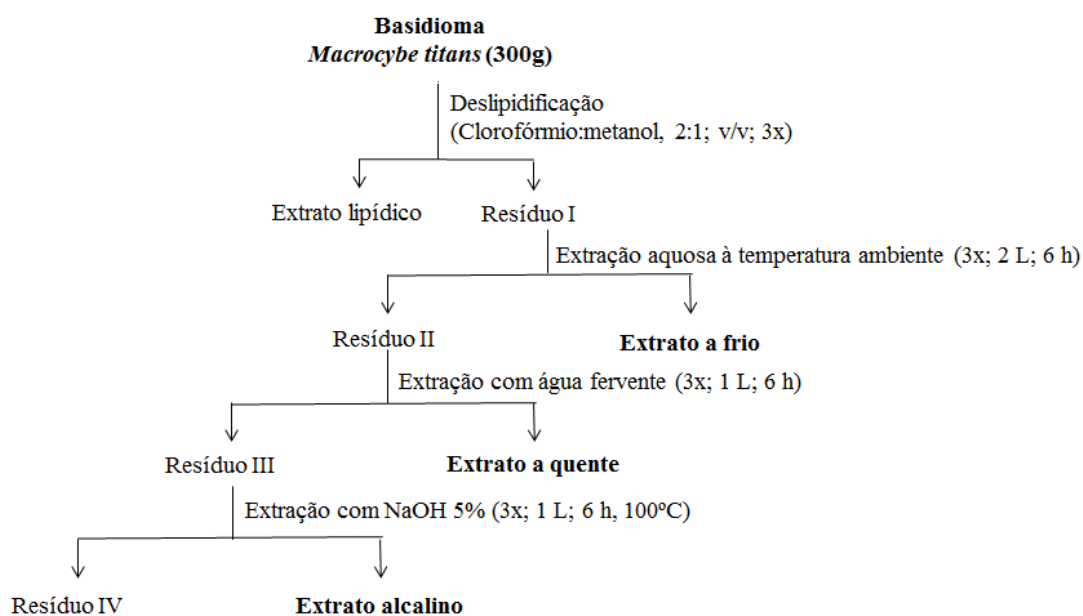 Basidioma
Macrocybe titans (300g)
Deslipidificação
(Clorofórmio:metanol, 2:1; v/v; 3x)
Extrato lipídico
Resíduo I
Extração aquosa à temperatura ambiente (3x; 2 L; 6 h)
Resíduo II
Extrato a frio
Extração com água fervente (3x; 1 L; 6 h)
Resíduo III
Extrato a quente
Extração com NaOH 5% (3x; 1 L; 6 h, 100ºC)
Resíduo IV
Extrato alcalino